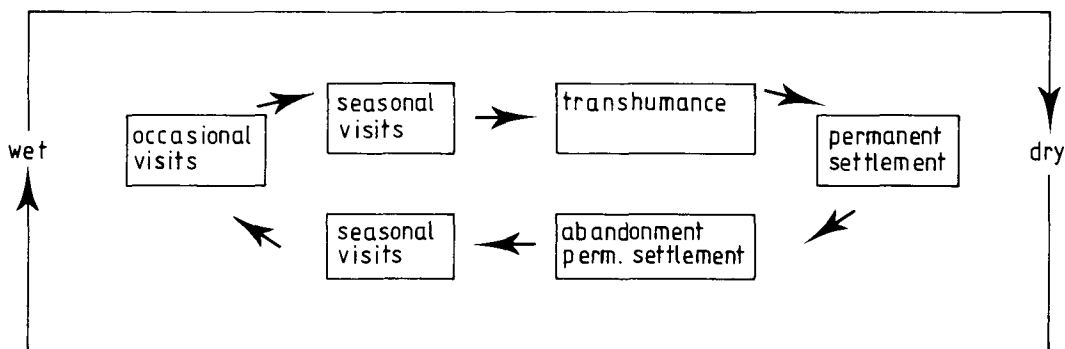 seasonal
visits
transhumance
occasional
visits
permanent
settlement
wet
dry
seasonal
visits
abandonment
perm. settlement